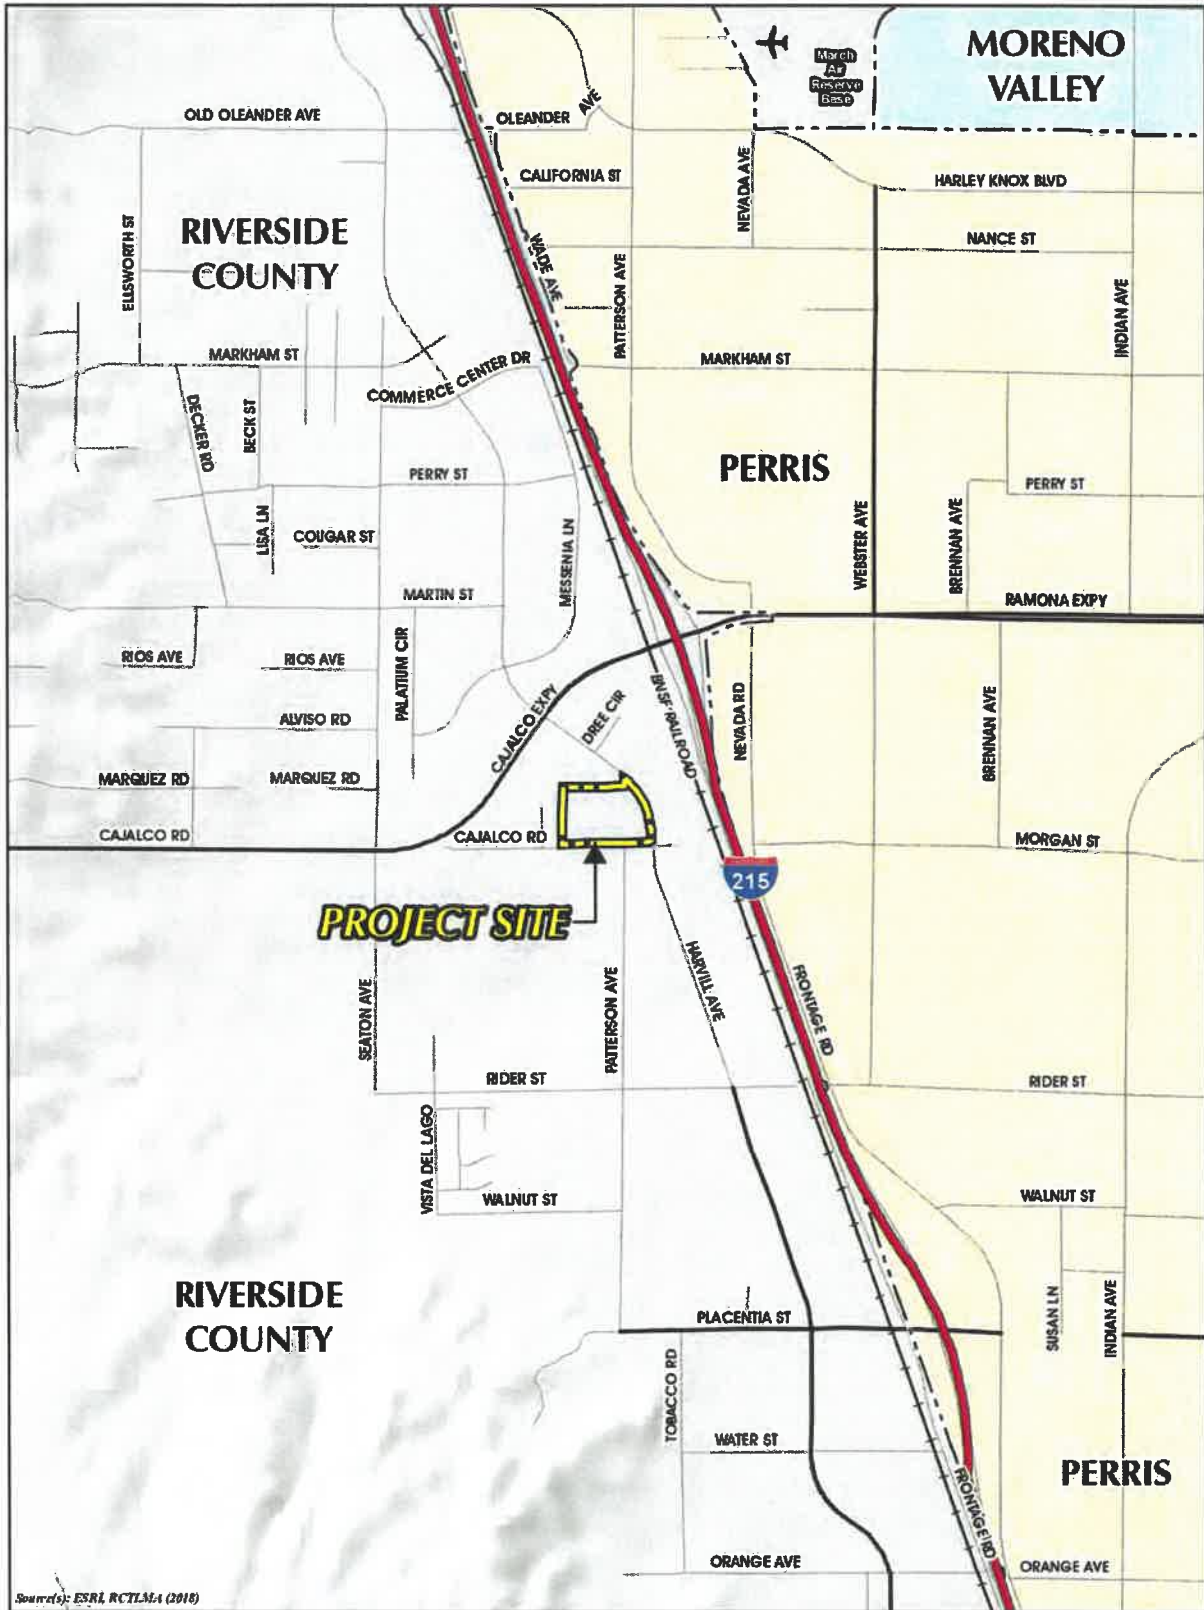 MORENO
VALLEY
March
Air
Reserve
Base
OLD OLEANDER AVE
OLEANDER AVE
CALIFORNIA ST
NEVADA AVE
HARLEY KNOX BLVD
ELLSWORTH ST
RIVERSIDE
COUNTY
WADE AVE
PATTERSON AVE
NANCE ST
INDIAN AVE
MARKHAM ST
COMMERCE CENTER DR
MARKHAM ST
DECKER RD
BECK ST
PERRY ST
PERRIS
PERRY ST
LISA LN
COUGAR ST
MESSENIA LN
WEBSTER AVE
BRENNAN AVE
MARTIN ST
RAMONA EXPY
RIOS AVE
RIOS AVE
PALATIUM CIR
ALVISO RD
CAJALCO EXPY
DREE CIR
BNSF RAILROAD
NEVADA RD
BRENNAN AVE
MARQUEZ RD
MARQUEZ RD
CAJALCO RD
CAJALCO RD
MORGAN ST
215
PROJECT SITE
SEATON AVE
PATTERSON AVE
HARVILL AVE
FRONTAGE RD
RIDER ST
RIDER ST
VISTA DEL LAGO
WALNUT ST
WALNUT ST
RIVERSIDE
COUNTY
PLACENTIA ST
SUSAN LN
INDIAN AVE
TOBACCO RD
WATER ST
PERRIS
FRONTAGE RD
ORANGE AVE
ORANGE AVE
Source(s): ESRI, RCTLMA (2018)